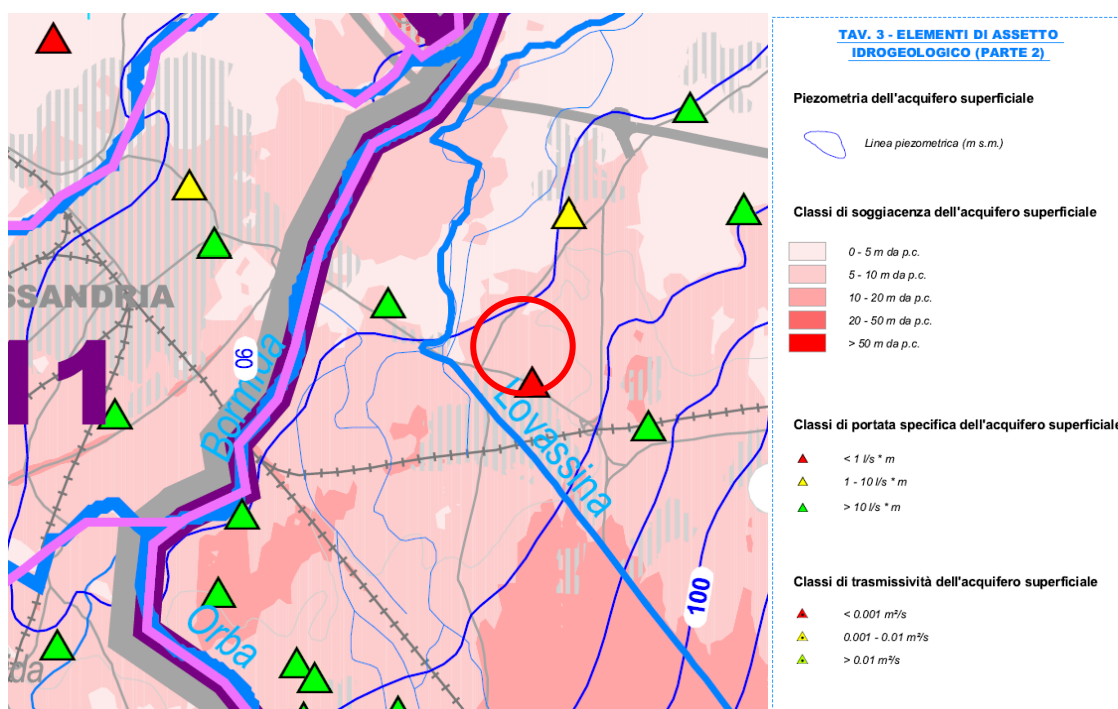 SSANDRIA
11
90
Bormida
Lovassina
Orba
100
ida
TAV. 3 - ELEMENTI DI ASSETTO
IDROGEOLOGICO (PARTE 2)
Piezometria dell'acquifero superficiale
Linea piezometrica (m s.m.)
Classi di soggiacenza dell'acquifero superficiale
0 - 5 m da p.c.
5 - 10 m da p.c.
10 - 20 m da p.c.
20 - 50 m da p.c.
> 50 m da p.c.
Classi di portata specifica dell'acquifero superficiale
< 1 l/s * m
1 - 10 l/s * m
> 10 l/s * m
Classi di trasmissività dell'acquifero superficiale
< 0.001 m²/s
0.001 - 0.01 m²/s
> 0.01 m²/s